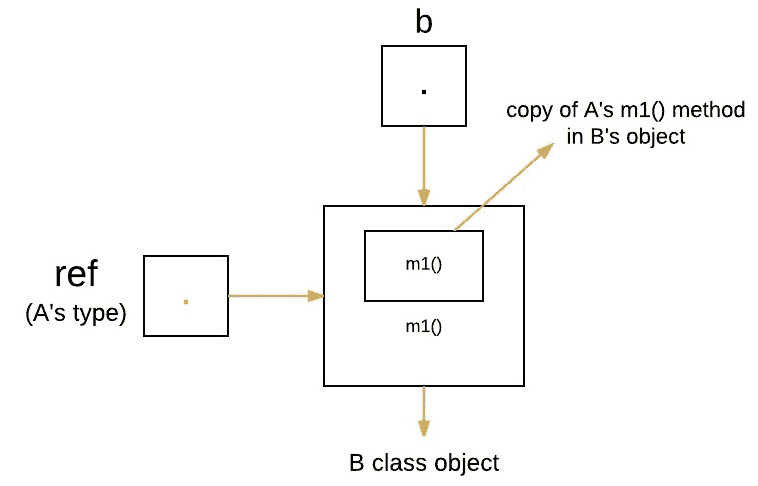 b
copy of A's m1() method
in B's object
ref
(A's type)
m1()
m1()
B class object